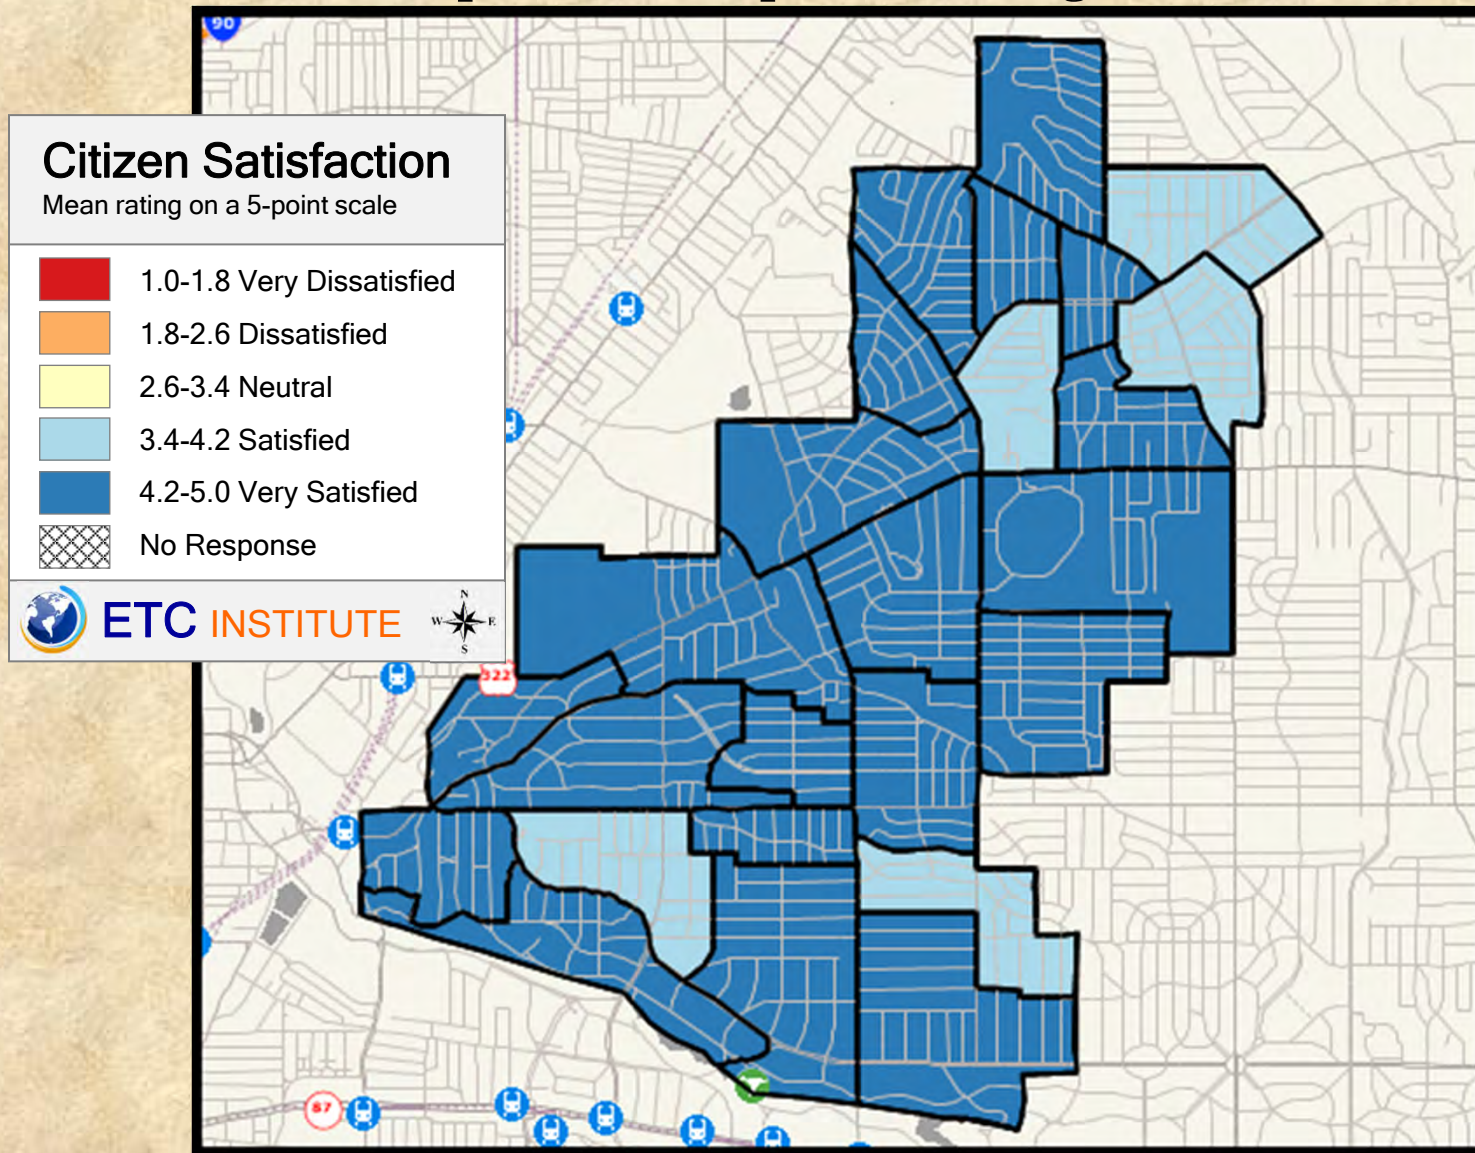 90
Citizen Satisfaction
Mean rating on a 5-point scale
1.0-1.8 Very Dissatisfied
1.8-2.6 Dissatisfied
2.6-3.4 Neutral
3.4-4.2 Satisfied
4.2-5.0 Very Satisfied
No Response
ETC INSTITUTE
N
W E
S
322
87